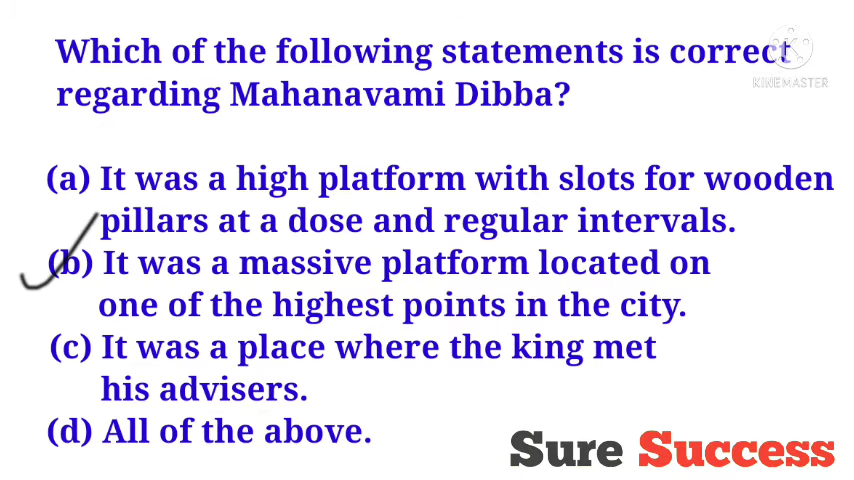 Which of the following statements is correct
KINEMASTER
regarding Mahanavami Dibba?
(a) It was a high platform with slots for wooden
pillars at a dose and regular intervals.
(b) It was a massive platform located on
one of the highest points in the city.
(c) It was a place where the king met
his advisers.
(d) All of the above.
Sure Success